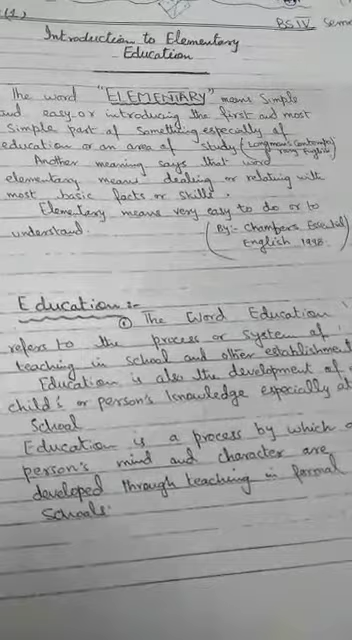 (1)
BS IV Seme
Introduction to Elementary
Education
The word "ELEMENTARY" means simple
and easy or introducing the first and most
simple part of something especially of
education or an area of study (Longmans
English)
Another meaning says that word
elementary means dealing or relating with
most basic facts or skills.
Elementary means very easy to do or to
understand.
(By:- Chambers
English 1998)
Education:-
① The Word Education
refers to the process or system of
teaching in school and other establishment
Education is also the development of
child's or person's knowledge especially at
School
Education is a process by which a
person's mind and character are
developed through teaching in formal
schools.